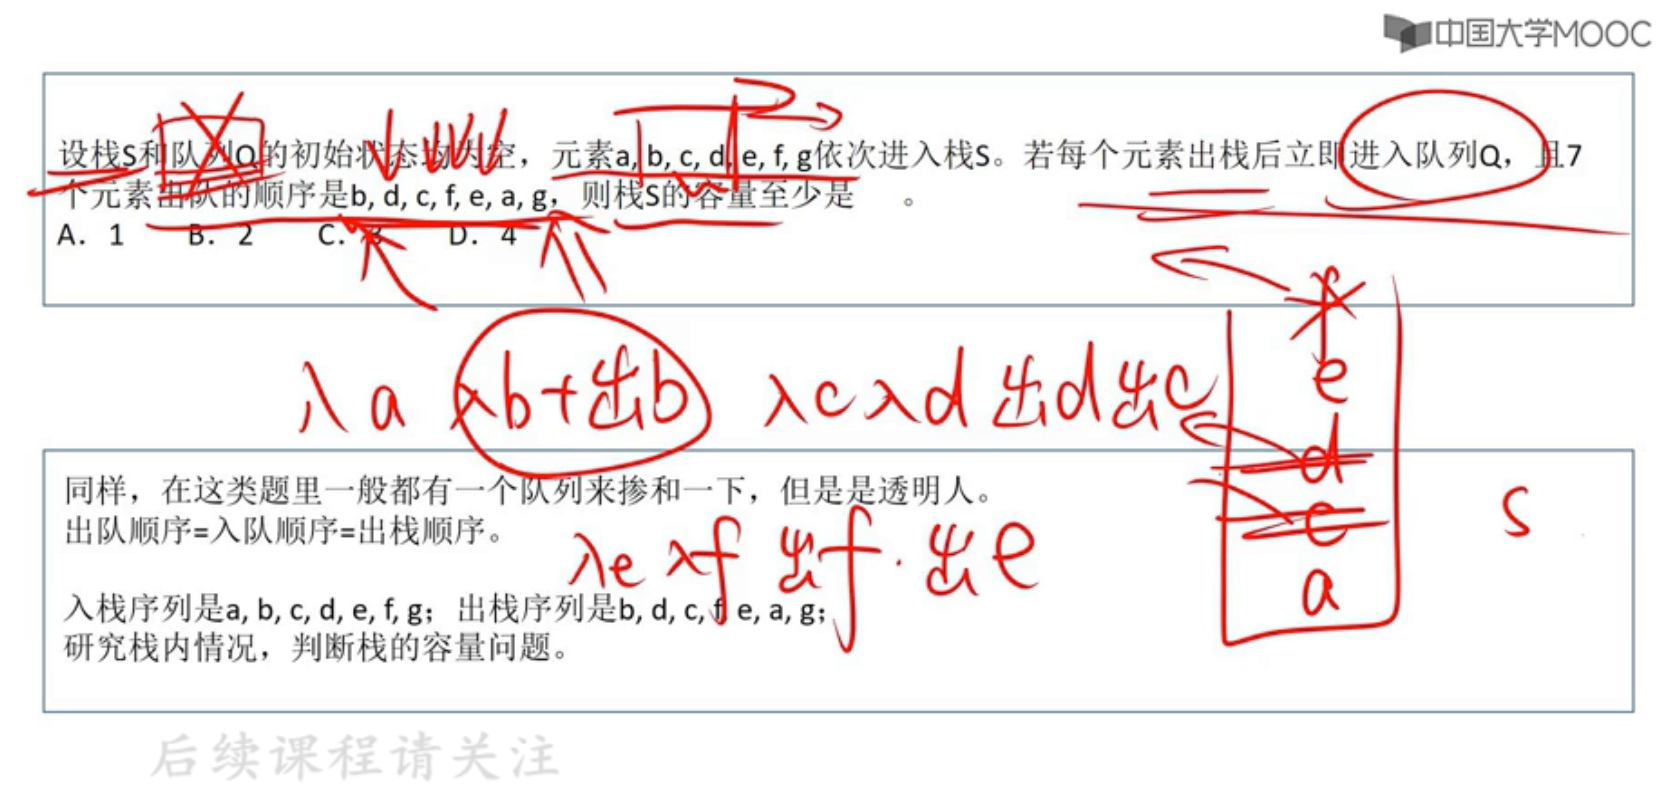 中国大学MOOC
设栈S和队列Q的初始状态均为空，元素a, b, c, d, e, f, g依次进入栈S。若每个元素出栈后立即进入队列Q，且7
个元素出队的顺序是b, d, c, f, e, a, g，则栈S的容量至少是 。
A. 1 B. 2 C. 3 D. 4
入a 入b+出b 入c入d 出d出c
同样，在这类题里一般都有一个队列来掺和一下，但是是透明人。
出队顺序=入队顺序=出栈顺序。
入e 入f 出f · 出e
入栈序列是a, b, c, d, e, f, g；出栈序列是b, d, c, f e, a, g；
研究栈内情况，判断栈的容量问题。
f
e
d
c
a
S
后续课程请关注